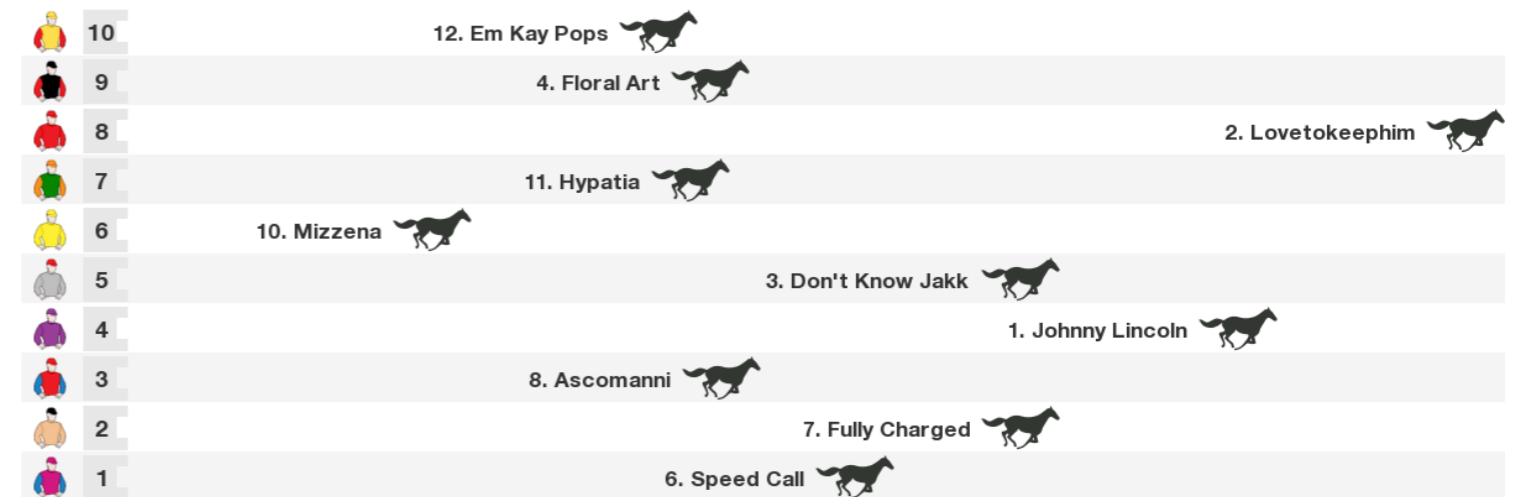 10 12. Em Kay Pops
9 4. Floral Art
8 2. Lovetokeephim
7 11. Hypatia
6 10. Mizzena
5 3. Don't Know Jakk
4 1. Johnny Lincoln
3 8. Ascomanni
2 7. Fully Charged
1 6. Speed Call